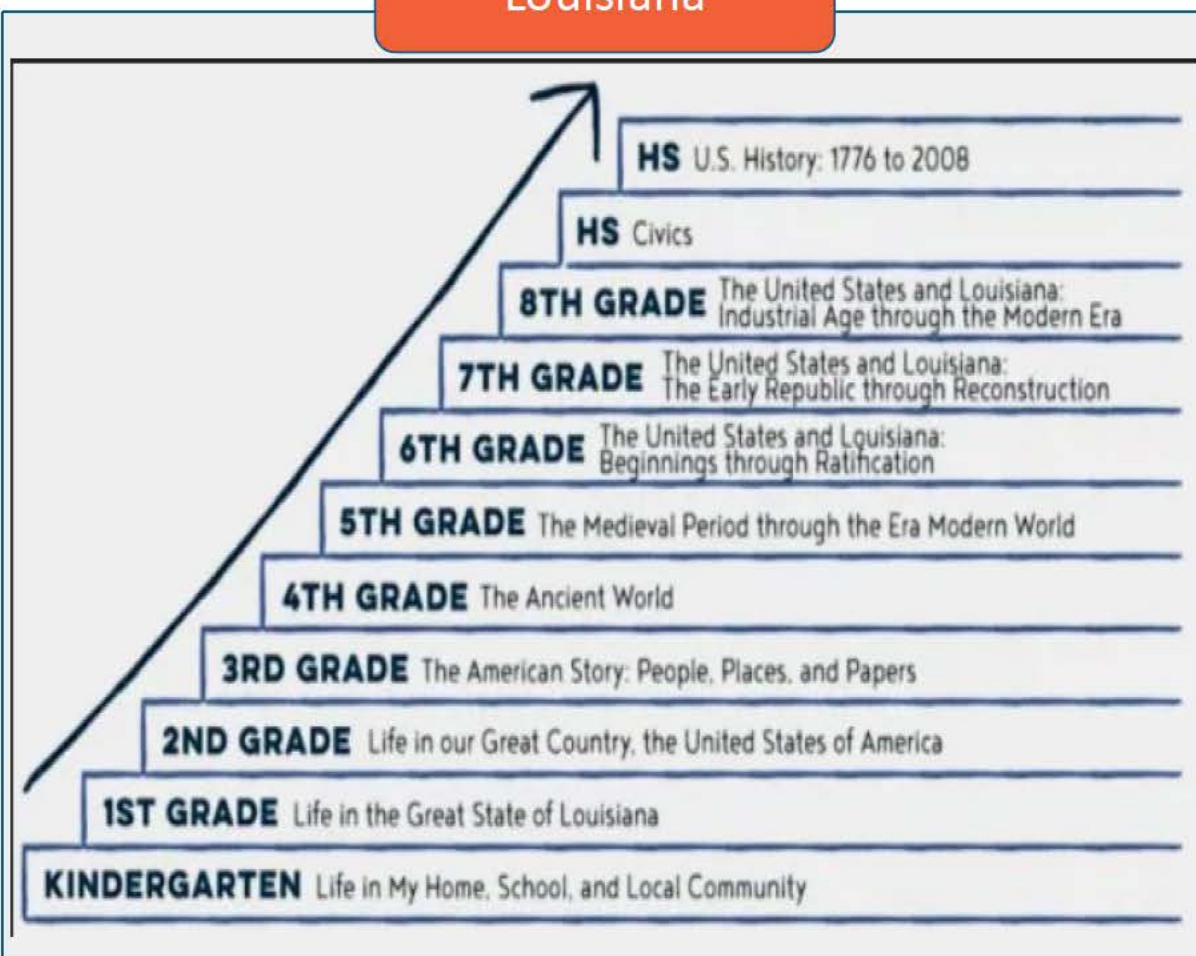 Louisiana
HS U.S. History: 1776 to 2008
HS Civics
8TH GRADE The United States and Louisiana:
Industrial Age through the Modern Era
7TH GRADE The United States and Louisiana:
The Early Republic through Reconstruction
6TH GRADE The United States and Louisiana:
Beginnings through Ratification
5TH GRADE The Medieval Period through the Era Modern World
4TH GRADE The Ancient World
3RD GRADE The American Story: People, Places, and Papers
2ND GRADE Life in our Great Country, the United States of America
1ST GRADE Life in the Great State of Louisiana
KINDERGARTEN Life in My Home, School, and Local Community